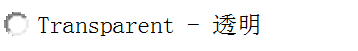 Transparent - 透明